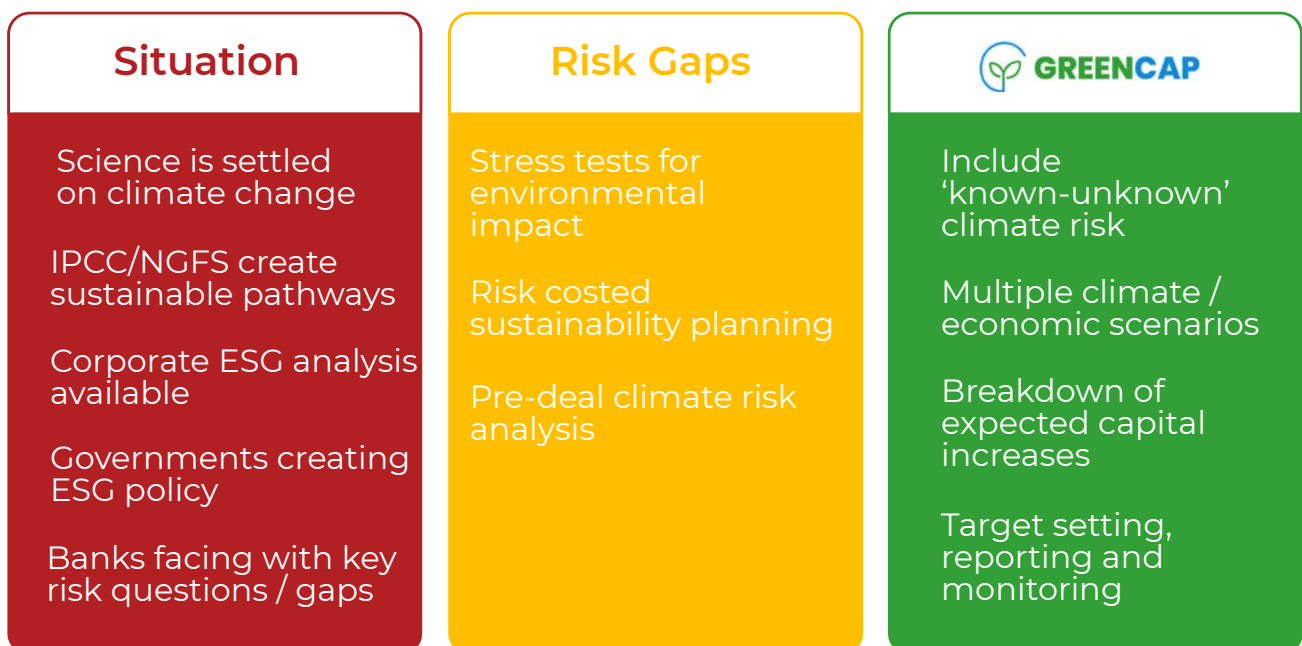 Situation
Science is settled
on climate change
IPCC/NGFS create
sustainable pathways
Corporate ESG analysis
available
Governments creating
ESG policy
Banks facing with key
risk questions / gaps
Risk Gaps
Stress tests for
environmental
impact
Risk costed
sustainability planning
Pre-deal climate risk
analysis
GREENCAP
Include
‘known-unknown’
climate risk
Multiple climate /
economic scenarios
Breakdown of
expected capital
increases
Target setting,
reporting and
monitoring